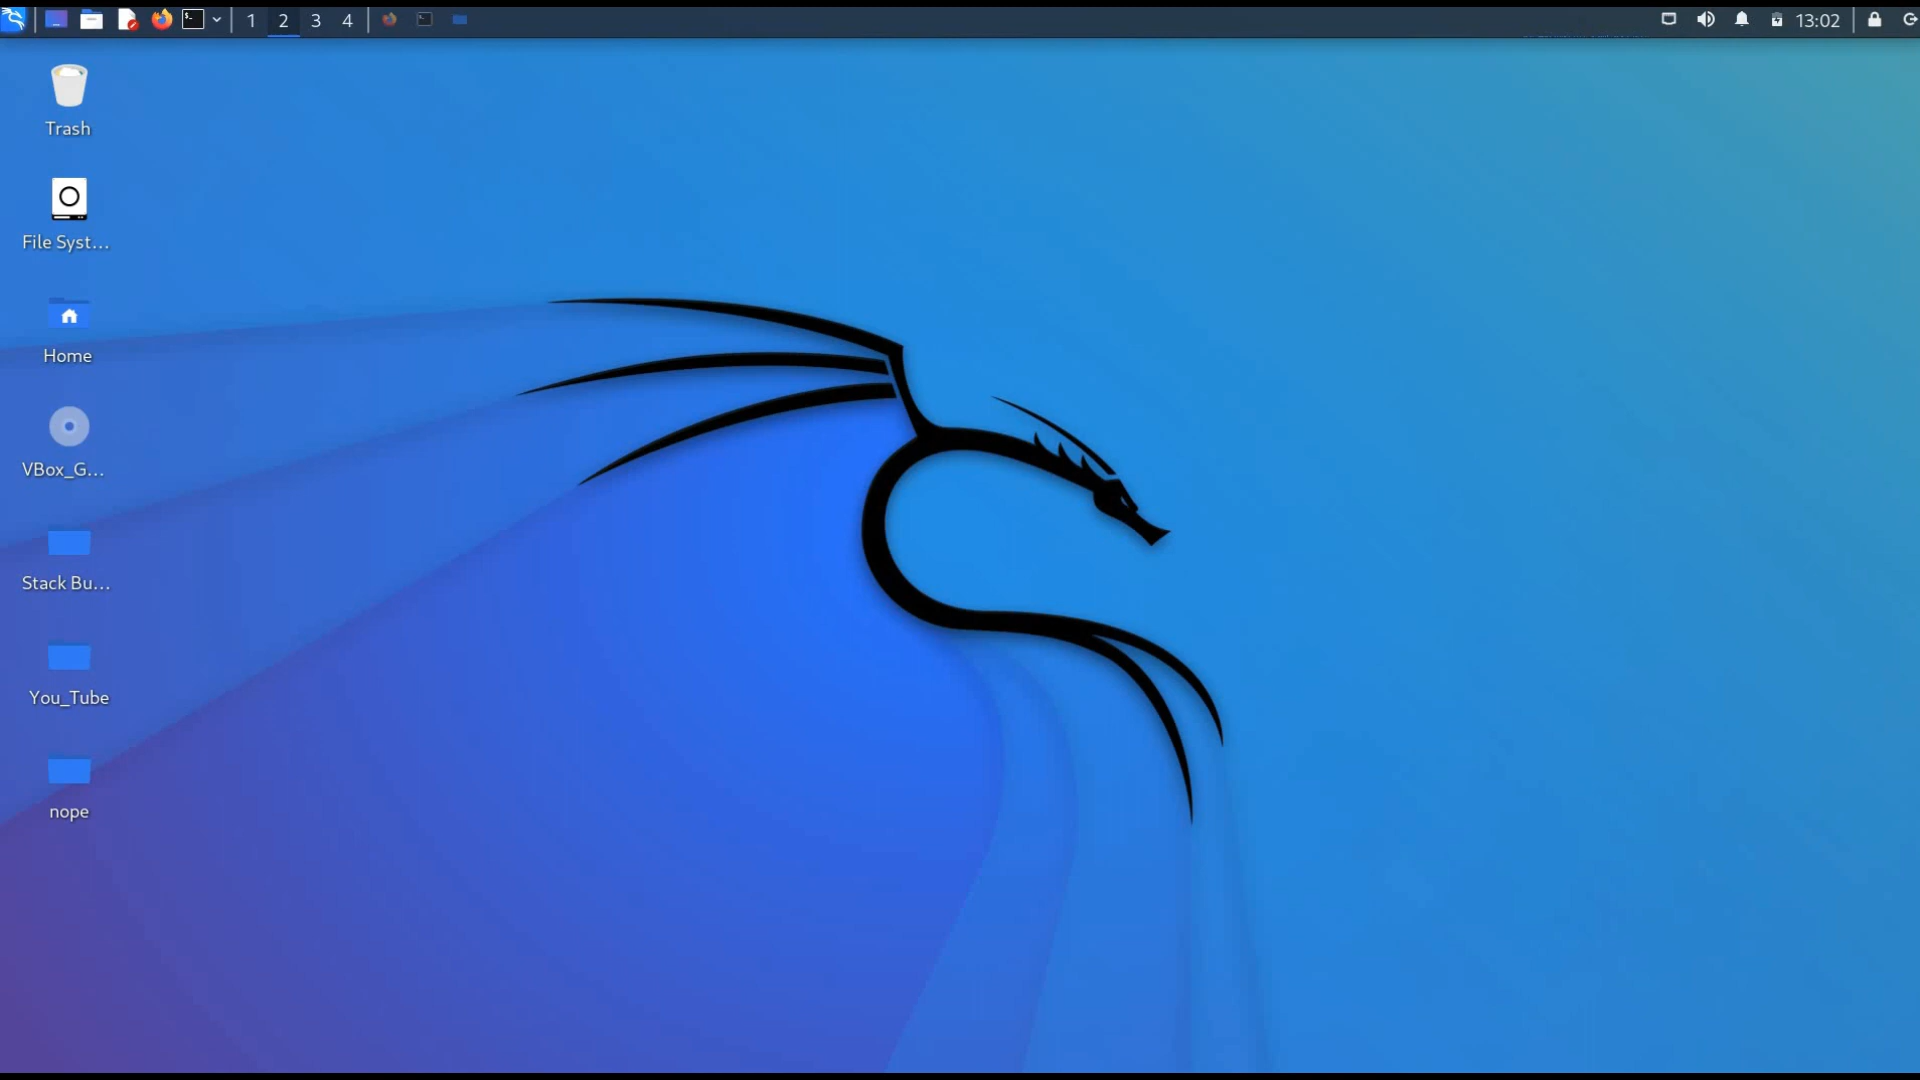 1 2 3 4 13:02
Trash
File Syst...
Home
VBox_G...
Stack Bu...
You_Tube
nope